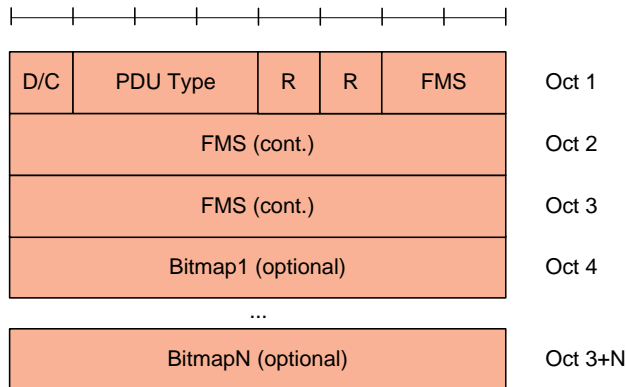 D/C PDU Type R R FMS Oct 1
FMS (cont.) Oct 2
FMS (cont.) Oct 3
Bitmap1 (optional) Oct 4
...
BitmapN (optional) Oct 3+N